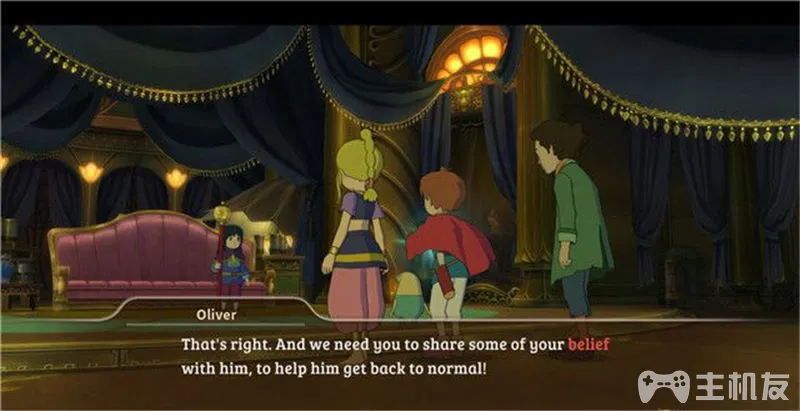 Oliver
That's right. And we need you to share some of your belief
with him, to help him get back to normal!
主机友